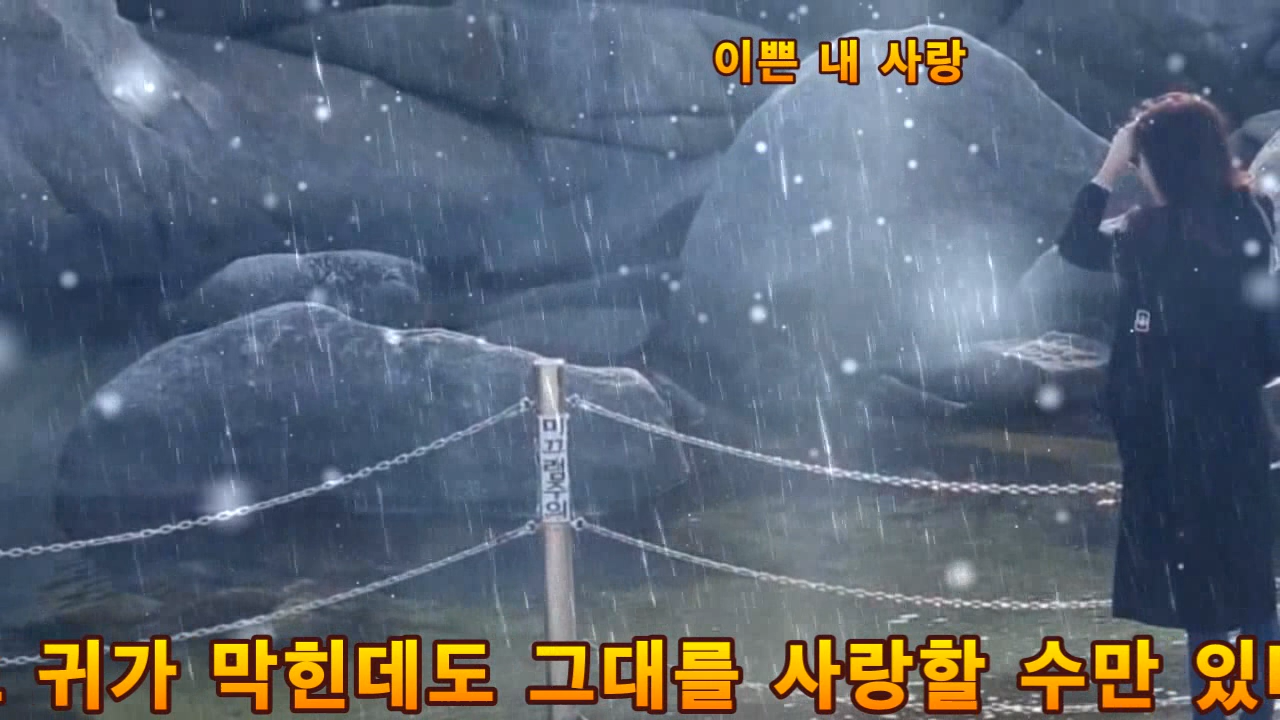 이쁜 내 사랑
미끄럼주의
귀가 막힌데도 그대를 사랑할 수만